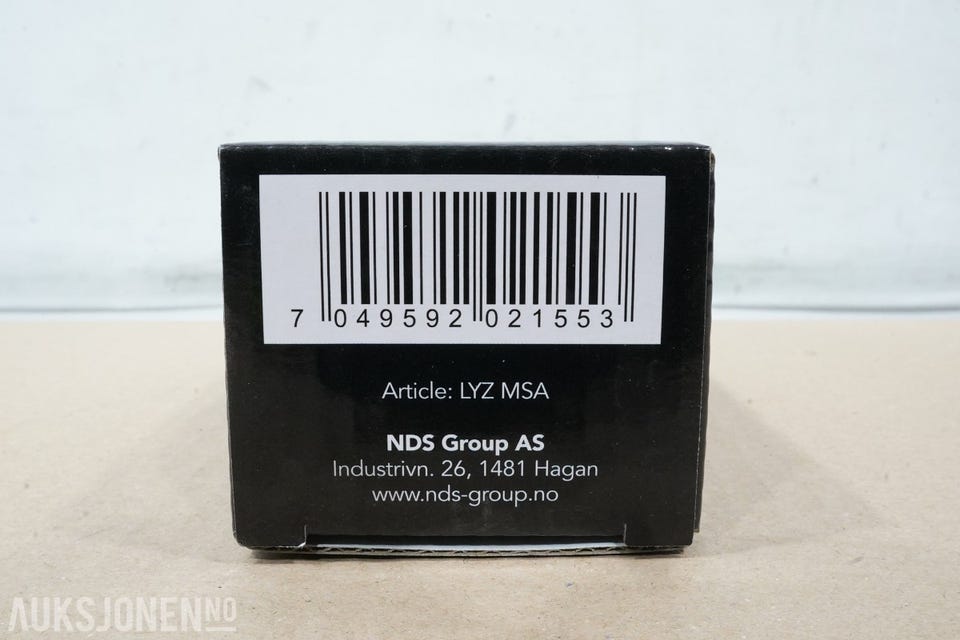 7 049592 021553
Article: LYZ MSA
NDS Group AS
Industrivn. 26, 1481 Hagan
www.nds-group.no
AUKSJONEN NO